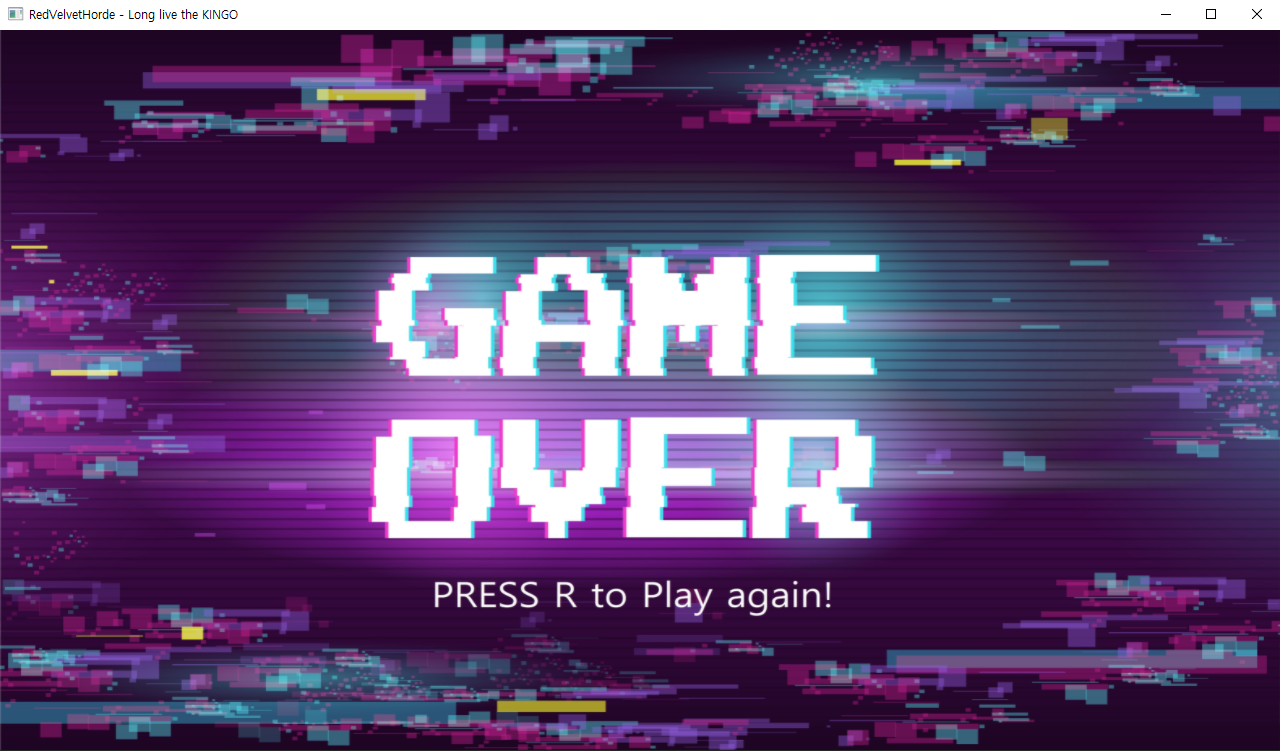 RedVelvetHorde - Long live the KINGO
GAME
OVER
PRESS R to Play again!